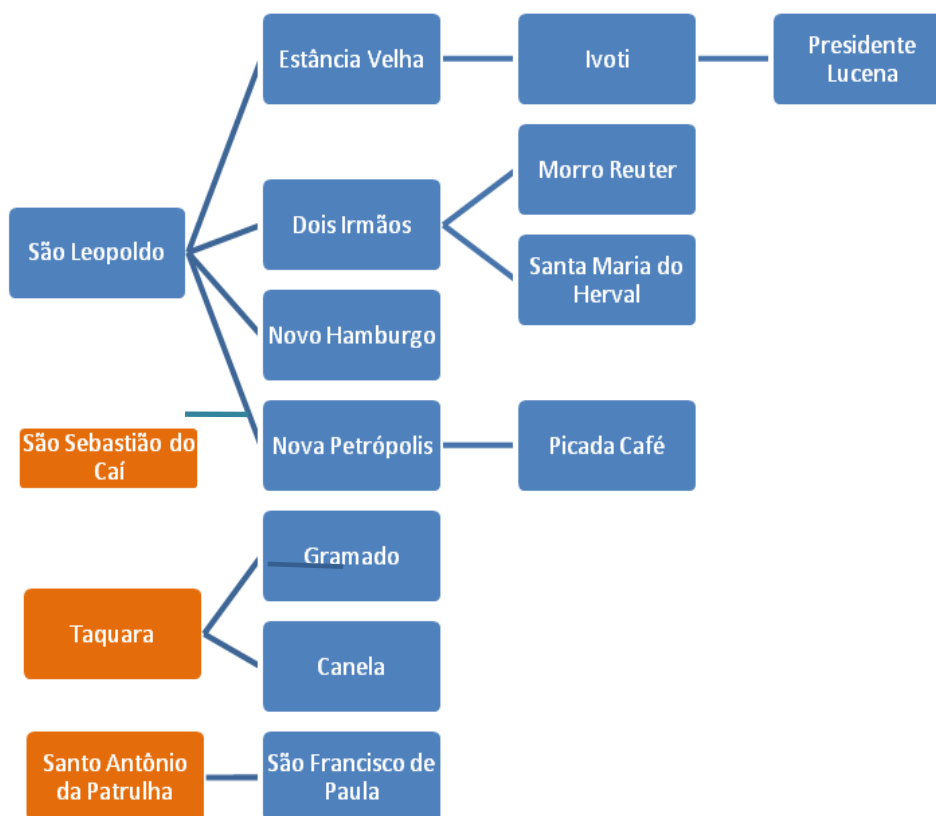 Estância Velha
Ivoti
Presidente
Lucena
Morro Reuter
São Leopoldo
Dois Irmãos
Santa Maria do
Herval
Novo Hamburgo
São Sebastião do
Caí
Nova Petrópolis
Picada Café
Gramado
Taquara
Canela
Santo Antônio
da Patrulha
São Francisco de
Paula